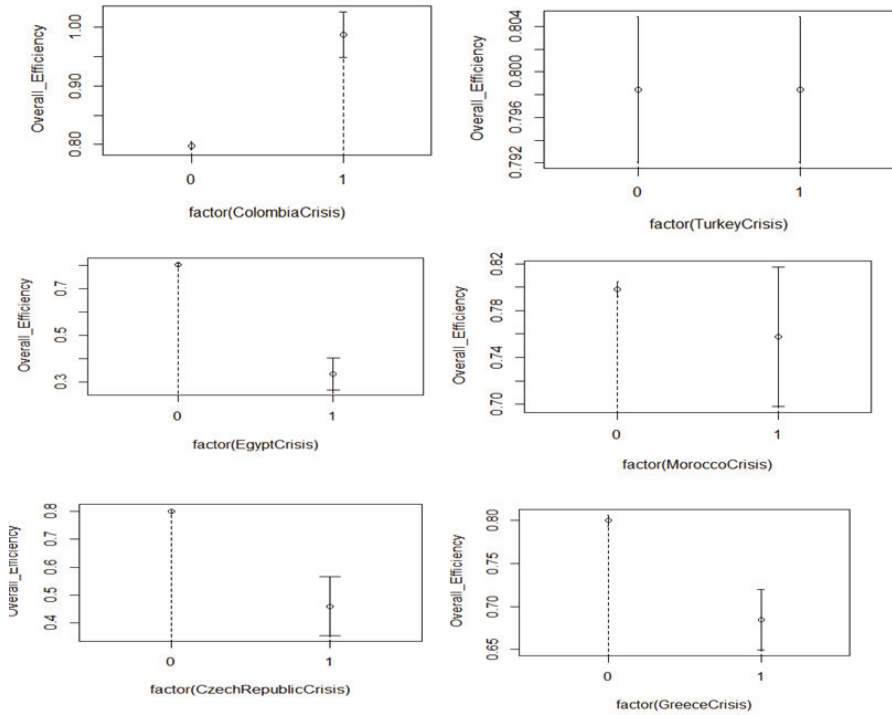 Overall_Efficiency
1.00
0.90
0.80
0
1
factor(ColombiaCrisis)
Overall_Efficiency
0.804
0.800
0.796
0.792
0
1
factor(TurkeyCrisis)
Overall_Efficiency
0.7
0.5
0.3
0
1
factor(EgyptCrisis)
Overall_Efficiency
0.82
0.78
0.74
0.70
0
1
factor(MoroccoCrisis)
Overall_Efficiency
0.8
0.7
0.6
0.5
0.4
0
1
factor(CzechRepublicCrisis)
Overall_Efficiency
0.80
0.75
0.70
0.65
0
1
factor(GreeceCrisis)